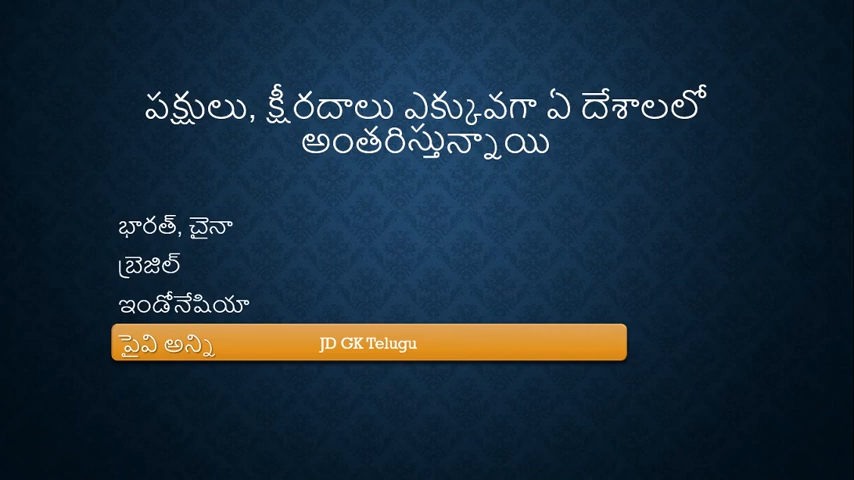 పక్షులు, క్షీరదాలు ఎక్కువగా ఏ దేశాలలో
అంతరిస్తున్నాయి
భారత్, చైనా
బ్రెజిల్
ఇండోనేషియా
పైవి అన్ని JD GK Telugu